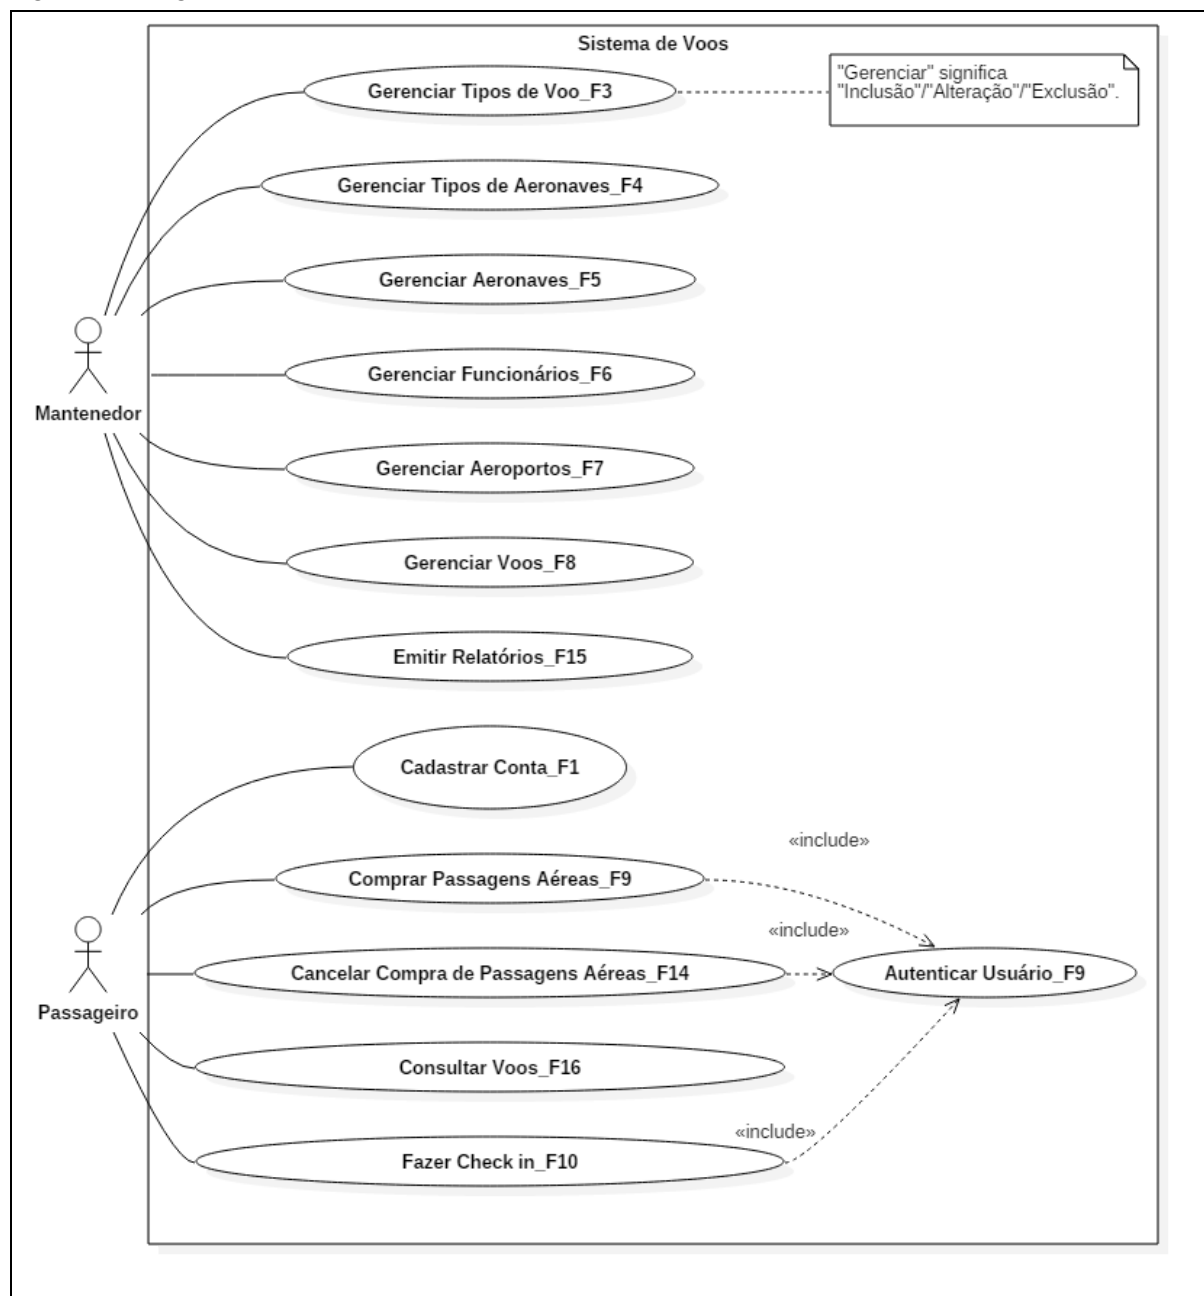 Sistema de Voos
Gerenciar Tipos de Voo_F3
"Gerenciar" significa
"Inclusão"/"Alteração"/"Exclusão".
Gerenciar Tipos de Aeronaves_F4
Gerenciar Aeronaves_F5
Gerenciar Funcionários_F6
Mantenedor
Gerenciar Aeroportos_F7
Gerenciar Voos_F8
Emitir Relatórios_F15
Cadastrar Conta_F1
«include»
Comprar Passagens Aéreas_F9
«include»
Cancelar Compra de Passagens Aéreas_F14
Autenticar Usuário_F9
Passageiro
Consultar Voos_F16
«include»
Fazer Check in_F10